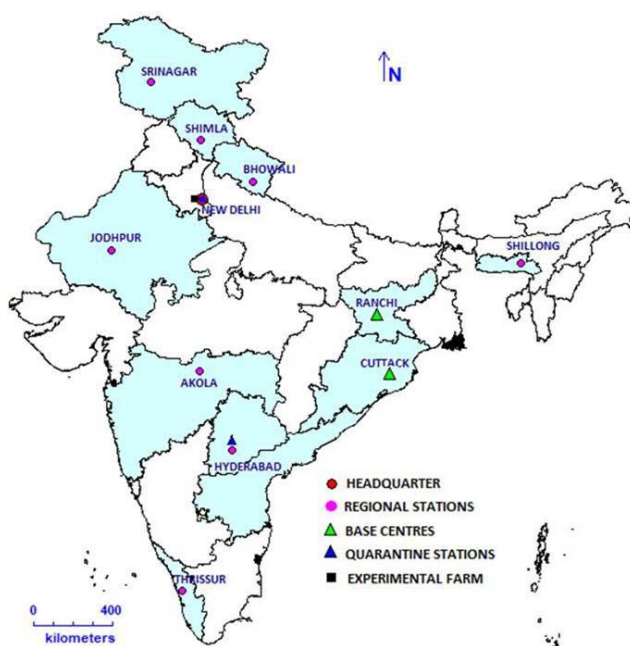 SRINAGAR
N
SHIMLA
BHOWALI
NEW DELHI
JODHPUR
SHILLONG
RANCHI
CUTTACK
AKOLA
HYDERABAD
HEADQUARTER
REGIONAL STATIONS
BASE CENTRES
QUARANTINE STATIONS
EXPERIMENTAL FARM
THRISSUR
0 400
kilometers